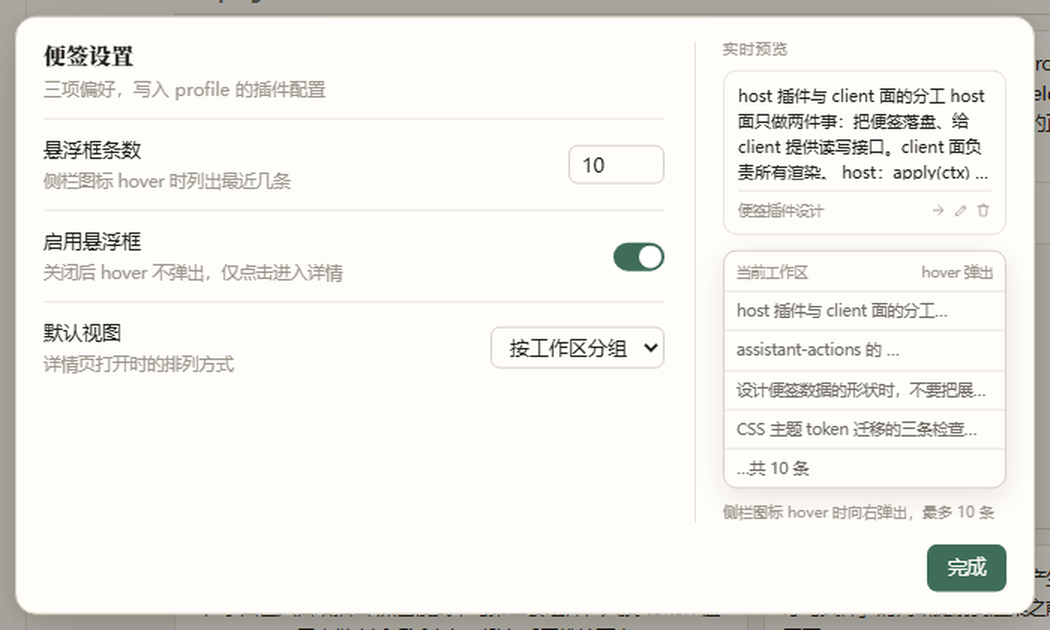 便签设置
三项偏好，写入 profile 的插件配置
悬浮框条数
侧栏图标 hover 时列出最近几条
10
启用悬浮框
关闭后 hover 不弹出，仅点击进入详情
默认视图
详情页打开时的排列方式
按工作区分组
实时预览
host 插件与 client 面的分工 host
面只做两件事：把便签落盘、给
client 提供读写接口。client 面负
责所有渲染。 host：apply(ctx) ...
便签插件设计
当前工作区
hover 弹出
host 插件与 client 面的分工...
assistant-actions 的 ...
设计便签数据的形状时，不要把展...
CSS 主题 token 迁移的三条检查...
...共 10 条
侧栏图标 hover 时向右弹出，最多 10 条
完成